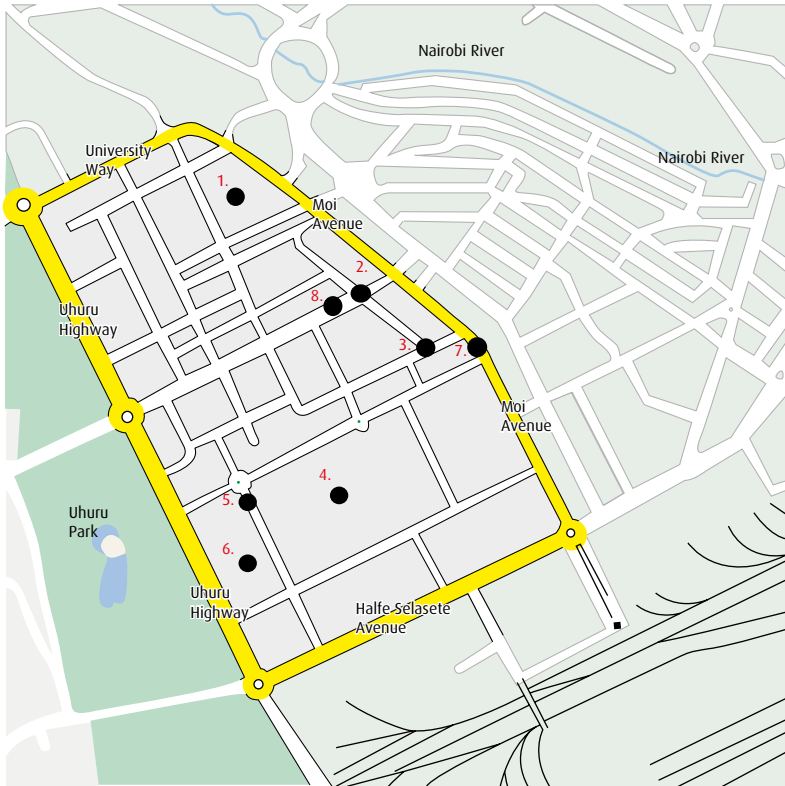 Nairobi River
University
Way
Nairobi River
1.
Moi
Avenue
2.
8.
Uhuru
Highway
3.
7.
Moi
Avenue
4.
5.
Uhuru
Park
6.
Uhuru
Highway
Halfe Selasete
Avenue